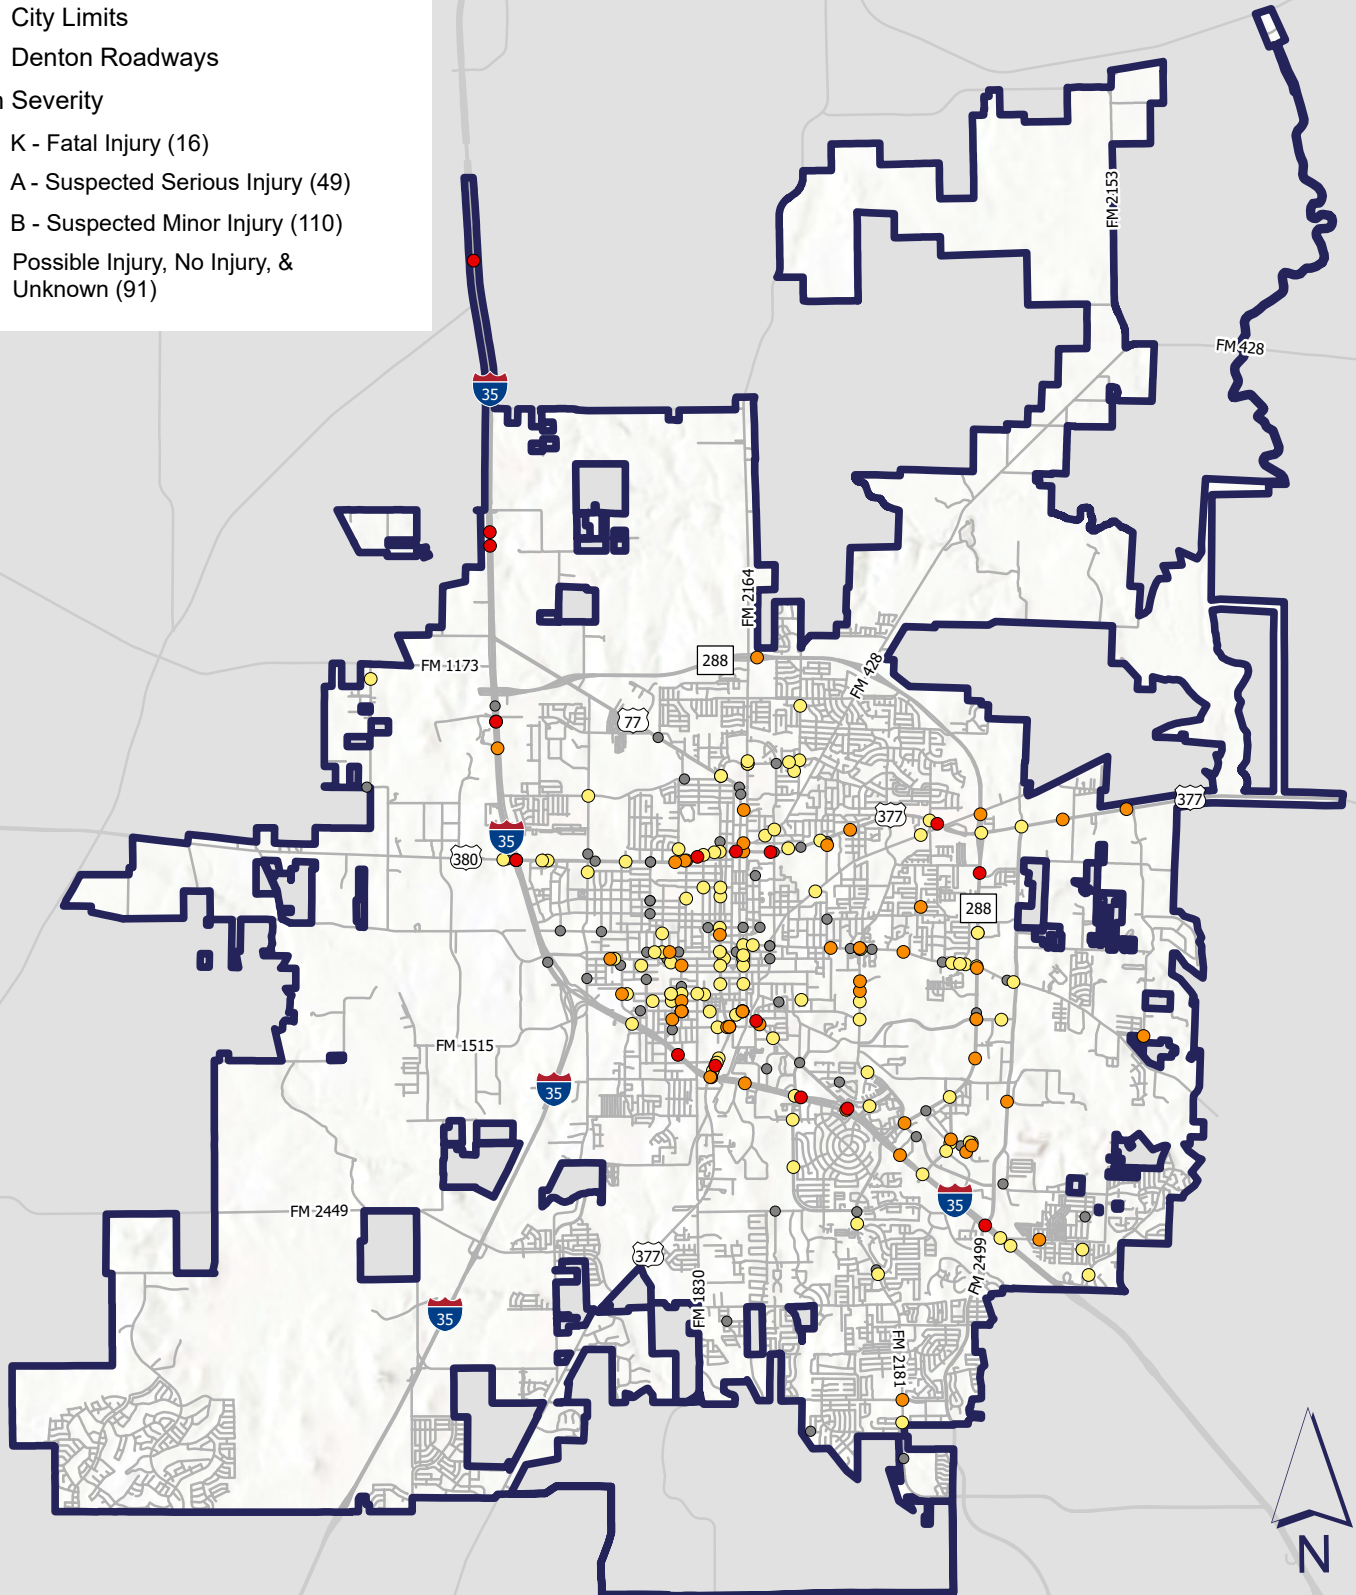 City Limits
Denton Roadways
n Severity
K - Fatal Injury (16)
A - Suspected Serious Injury (49)
B - Suspected Minor Injury (110)
Possible Injury, No Injury, &
Unknown (91)
FM 2153
FM 428
35
FM 2164
FM 1173
288
FM 428
77
377
377
35
380
288
FM 1515
35
35
FM 2449
377
FM 2499
FM 1830
35
FM 2181
N